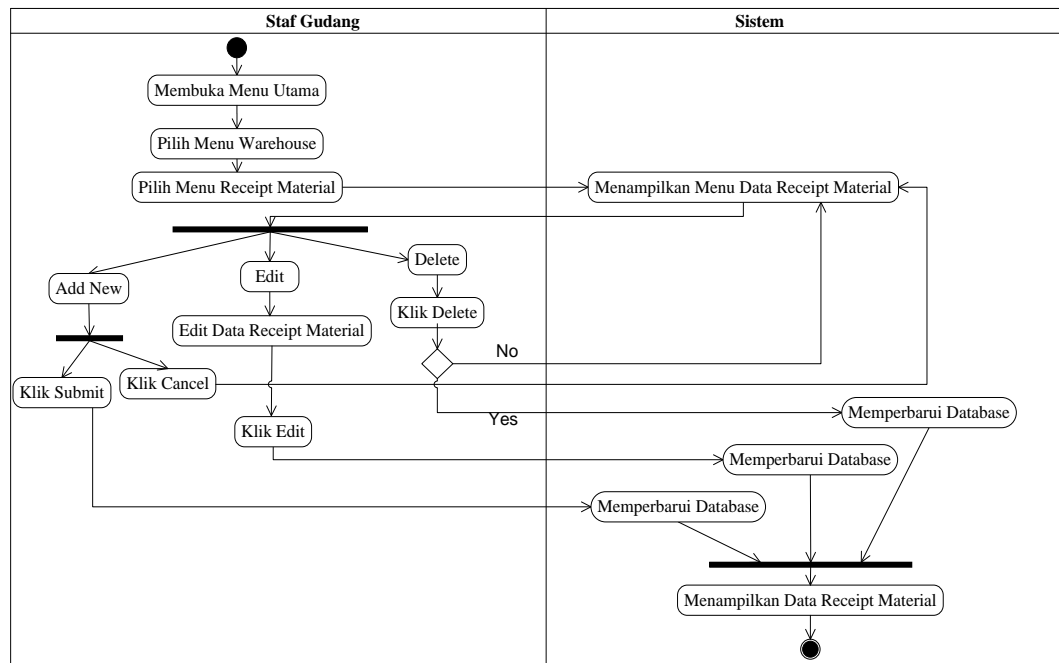 Staf Gudang
Sistem
Membuka Menu Utama
Pilih Menu Warehouse
Pilih Menu Receipt Material
Menampilkan Menu Data Receipt Material
Delete
Edit
Add New
Klik Delete
Edit Data Receipt Material
No
Klik Cancel
Klik Submit
Yes
Memperbarui Database
Klik Edit
Memperbarui Database
Memperbarui Database
Menampilkan Data Receipt Material